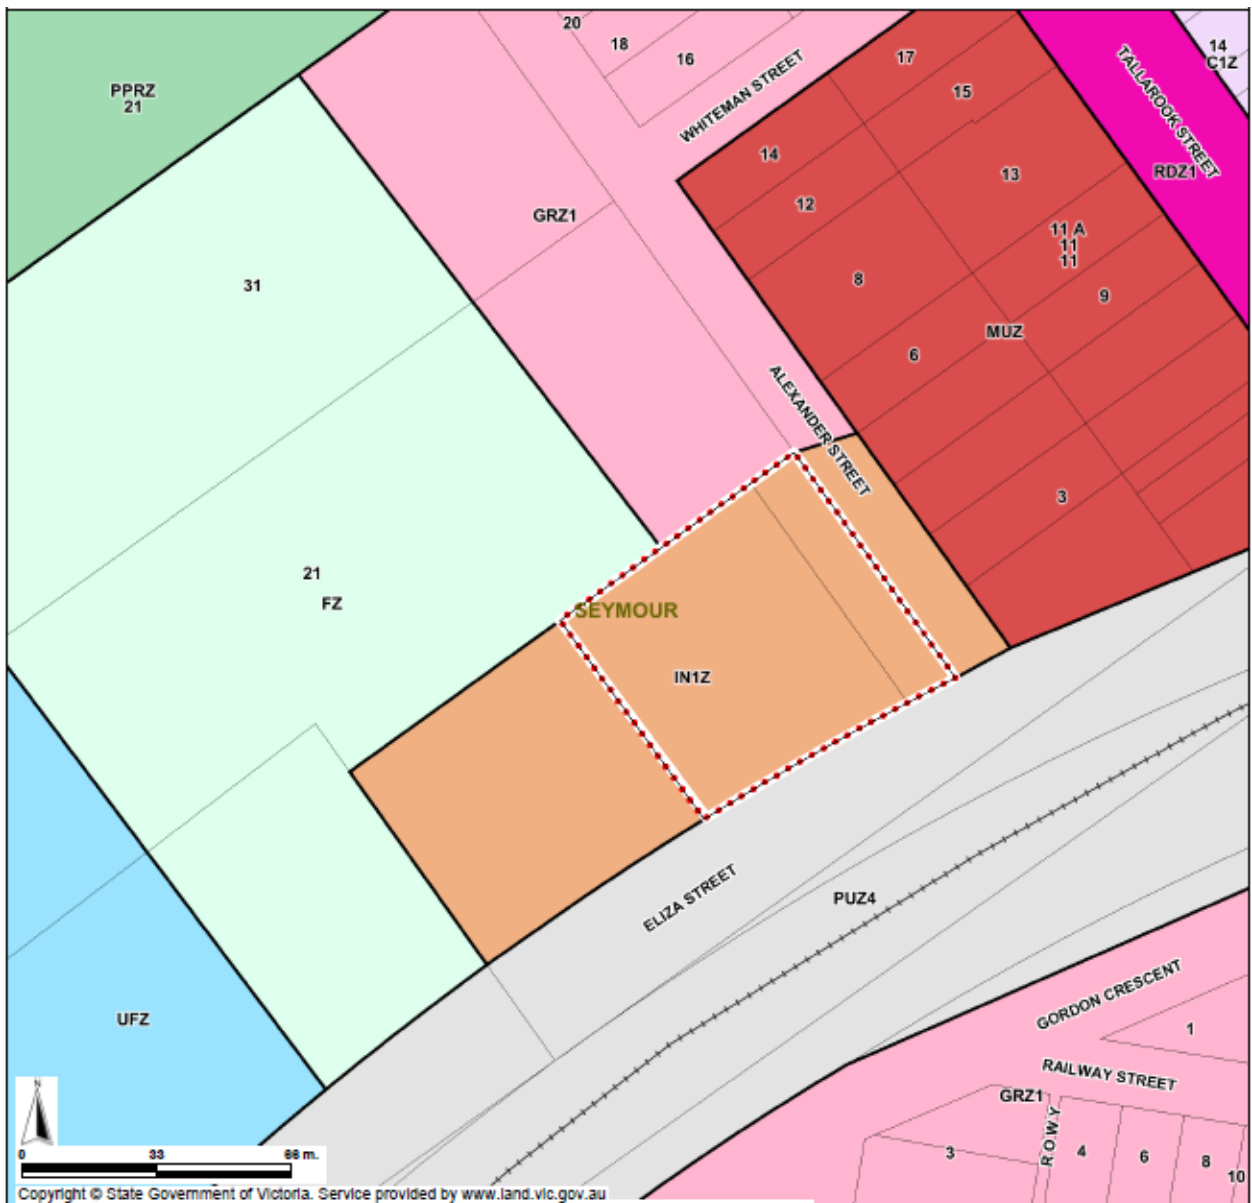 20
18
16
14
C1Z
17
15
PPRZ
21
WHITEMAN STREET
TALLAROOK STREET
RDZ1
14
12
13
GRZ1
11 A
11
11
31
8
9
MUZ
6
ALEXANDER STREET
3
21
FZ
SEYMOUR
IN1Z
ELIZA STREET
PUZ4
UFZ
GORDON CRESCENT
1
RAILWAY STREET
GRZ1
R.O.W.Y
3
4
6
8
10
N
0 33 66 m.
Copyright © State Government of Victoria. Service provided by www.land.vic.gov.au